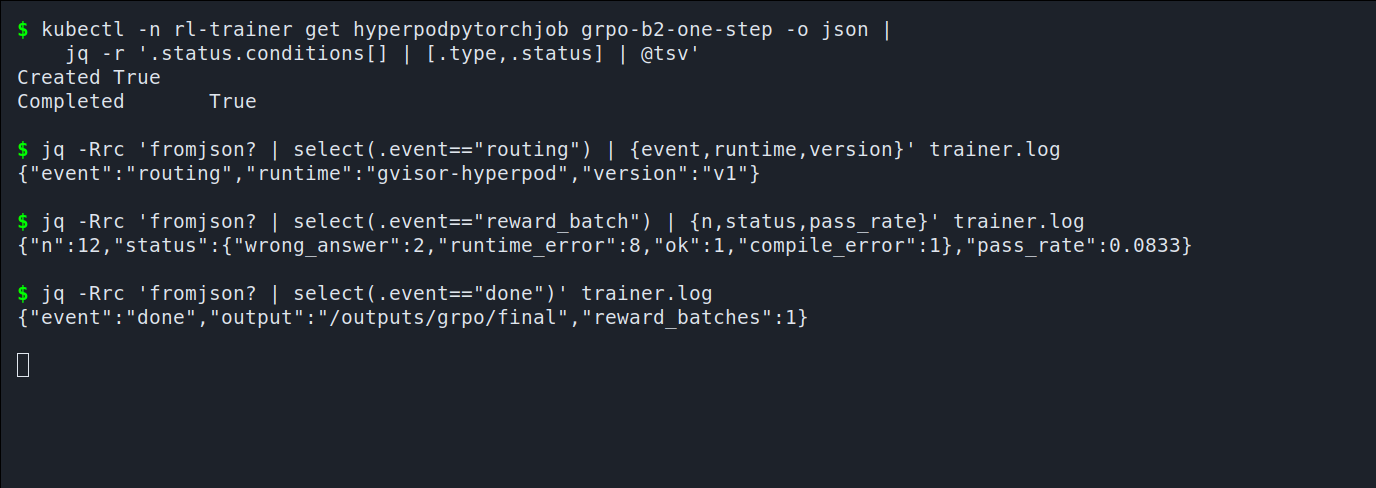 $ kubectl -n rl-trainer get hyperpodpytorchjob grpo-b2-one-step -o json |
    jq -r '.status.conditions[] | [.type,.status] | @tsv'
Created True
Completed       True
$ jq -Rrc 'fromjson? | select(.event=="routing") | {event,runtime,version}' trainer.log
{"event":"routing","runtime":"gvisor-hyperpod","version":"v1"}
$ jq -Rrc 'fromjson? | select(.event=="reward_batch") | {n,status,pass_rate}' trainer.log
{"n":12,"status":{"wrong_answer":2,"runtime_error":8,"ok":1,"compile_error":1},"pass_rate":0.0833}
$ jq -Rrc 'fromjson? | select(.event=="done")' trainer.log
{"event":"done","output":"/outputs/grpo/final","reward_batches":1}